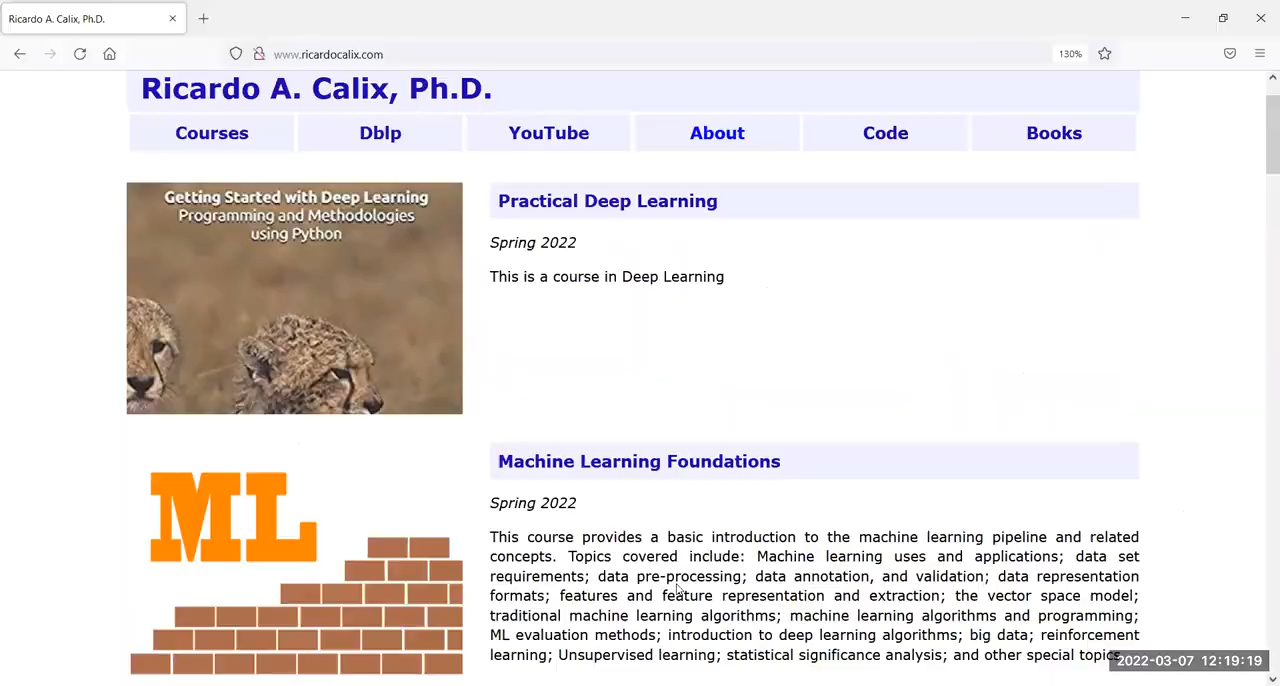 Ricardo A. Calix, Ph.D.
www.ricardocalix.com
130%
Ricardo A. Calix, Ph.D.
Courses
Dblp
YouTube
About
Code
Books
Getting Started with Deep Learning
Programming and Methodologies
using Python
Practical Deep Learning
Spring 2022
This is a course in Deep Learning
ML
Machine Learning Foundations
Spring 2022
This course provides a basic introduction to the machine learning pipeline and related
concepts. Topics covered include: Machine learning uses and applications; data set
requirements; data pre-processing; data annotation, and validation; data representation
formats; features and feature representation and extraction; the vector space model;
traditional machine learning algorithms; machine learning algorithms and programming;
ML evaluation methods; introduction to deep learning algorithms; big data; reinforcement
learning; Unsupervised learning; statistical significance analysis; and other special topics
2022-03-07 12:19:19